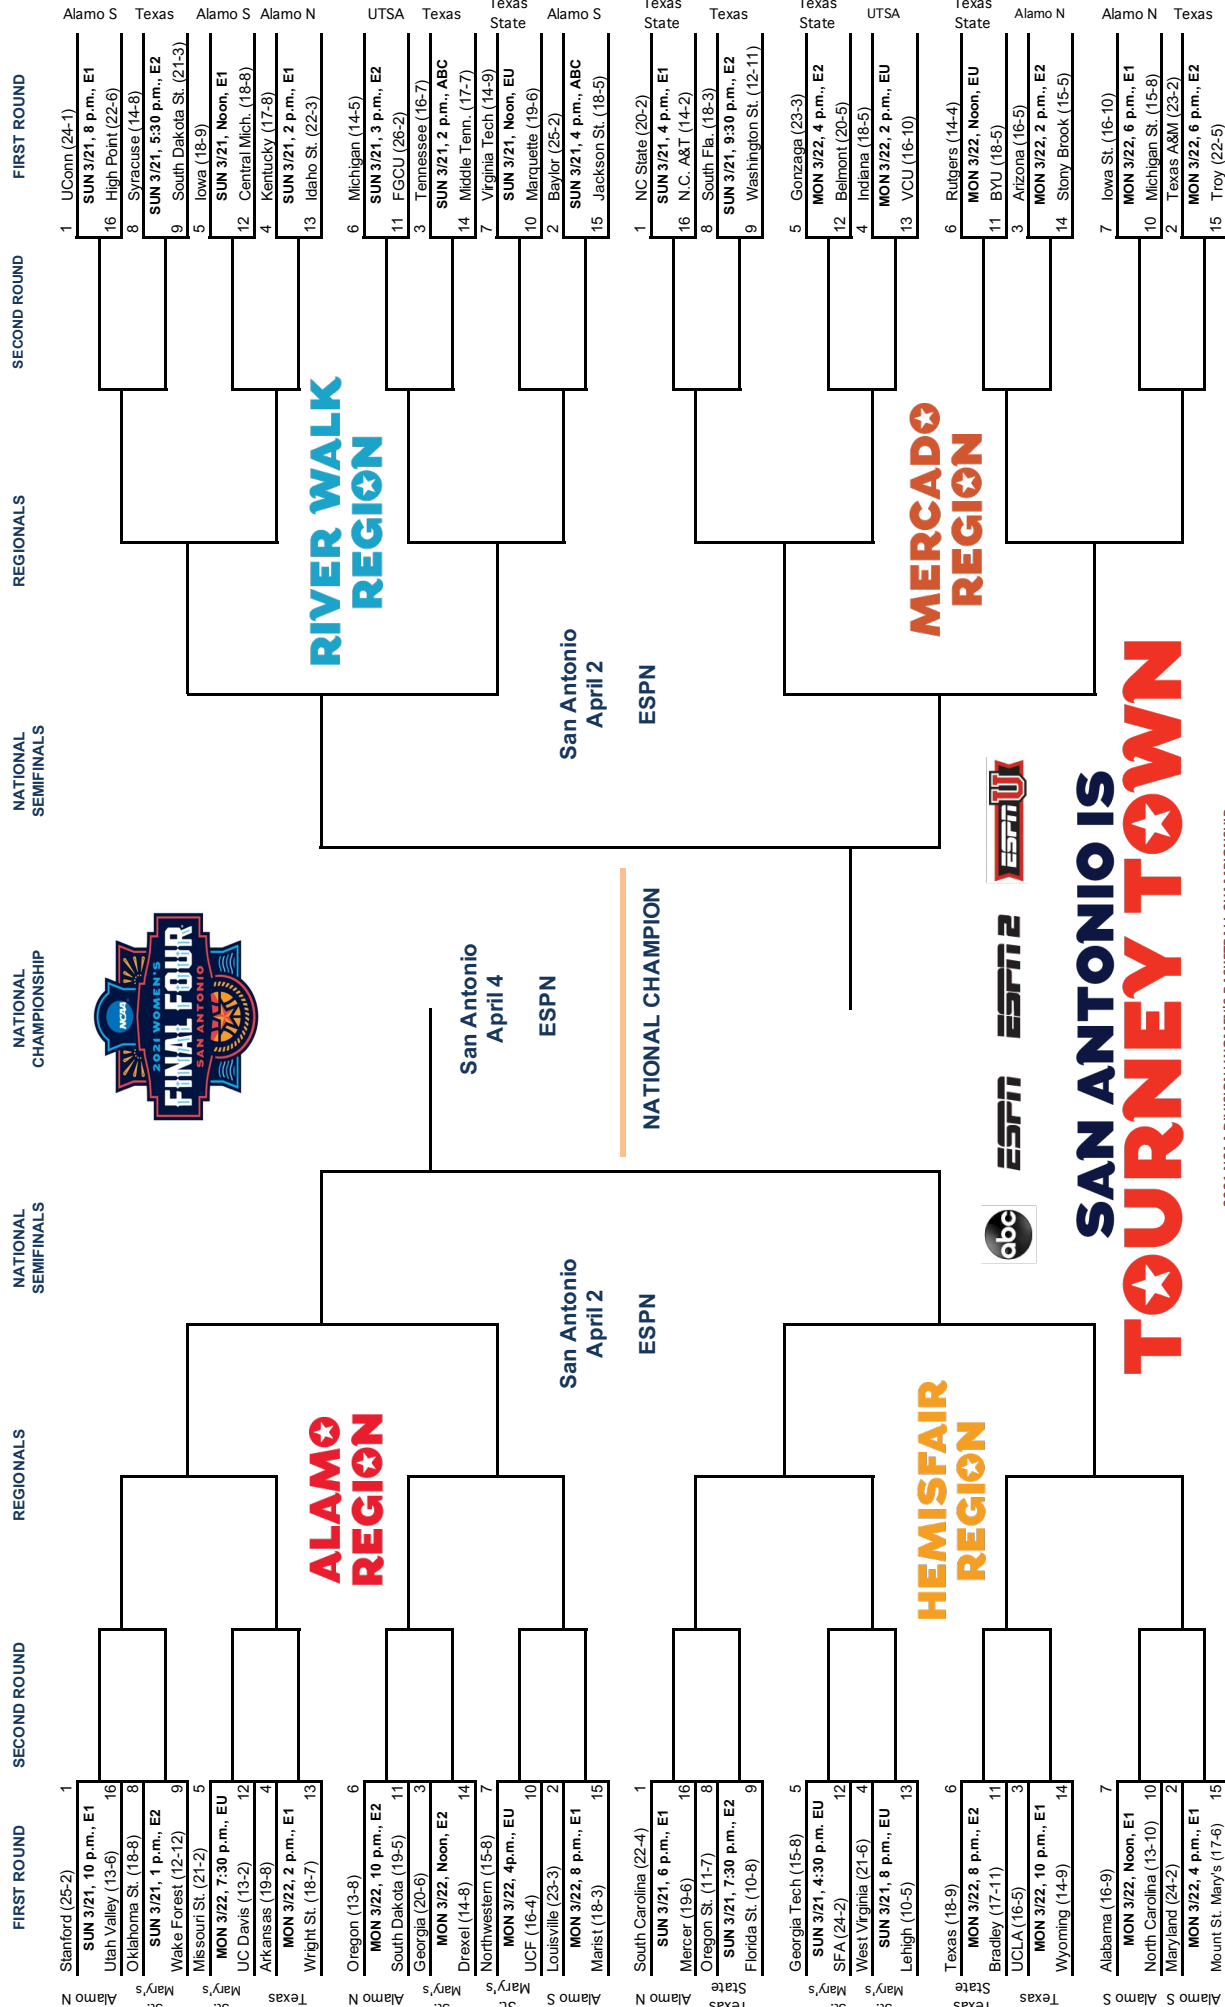 FIRST ROUND
SECOND ROUND
REGIONALS
NATIONAL
SEMIFINALS
NATIONAL
CHAMPIONSHIP
NATIONAL
SEMIFINALS
REGIONALS
SECOND ROUND
FIRST ROUND
Alamo N
Stanford (25-2) 1
SUN 3/21, 10 p.m., E1
Utah Valley (13-6) 16
St.
Mary's
Oklahoma St. (18-8) 8
SUN 3/21, 1 p.m., E2
Wake Forest (12-12) 9
St.
Mary's
Missouri St. (21-2) 5
MON 3/22, 7:30 p.m., EU
UC Davis (13-2) 12
Texas
Arkansas (19-8) 4
MON 3/22, 2 p.m., E1
Wright St. (18-7) 13
ALAMO
REGION
Alamo N
Oregon (13-8) 6
MON 3/22, 10 p.m., E2
South Dakota (19-5) 11
St.
Mary's
Georgia (20-6) 3
MON 3/22, Noon, E2
Drexel (14-8) 14
St.
Mary's
Northwestern (15-8) 7
MON 3/22, 4p.m., EU
UCF (16-4) 10
Alamo S
Louisville (23-3) 2
MON 3/22, 8 p.m., E1
Marist (18-3) 15
Alamo N
South Carolina (22-4) 1
SUN 3/21, 6 p.m., E1
Mercer (19-6) 16
Texas
State
Oregon St. (11-7) 8
SUN 3/21, 7:30 p.m., E2
Florida St. (10-8) 9
St.
Mary's
Georgia Tech (15-8) 5
SUN 3/21, 4:30 p.m. EU
SFA (24-2) 12
St.
Mary's
West Virginia (21-6) 4
SUN 3/21, 8 p.m., EU
Lehigh (10-5) 13
HEMISFAIR
REGION
Texas
State
Texas (18-9) 6
MON 3/22, 8 p.m., E2
Bradley (17-11) 11
Texas
UCLA (16-5) 3
MON 3/22, 10 p.m., E1
Wyoming (14-9) 14
Alamo N
Alabama (16-9) 7
MON 3/22, Noon, E1
North Carolina (13-10) 10
Alamo S
Maryland (24-2) 2
MON 3/22, 4 p.m., E1
Mount St. Mary's (17-6) 15
San Antonio
April 2
ESPN
NCAA
2021 WOMEN'S
FINAL FOUR
SAN ANTONIO
San Antonio
April 4
ESPN
NATIONAL CHAMPION
San Antonio
April 2
ESPN
abc
ESPN
ESPN 2
ESPN U
SAN ANTONIO IS
TOURNEY TOWN
1 UConn (24-1)
SUN 3/21, 8 p.m., E1
16 High Point (22-6)
Alamo S
8 Syracuse (14-8)
SUN 3/21, 5:30 p.m., E2
9 South Dakota St. (21-3)
Texas
5 Iowa (18-9)
SUN 3/21, Noon, E1
12 Central Mich. (18-8)
Alamo S
4 Kentucky (17-8)
SUN 3/21, 2 p.m., E1
13 Idaho St. (22-3)
Alamo N
RIVER WALK
REGION
6 Michigan (14-5)
SUN 3/21, 3 p.m., E2
11 FGCU (26-2)
UTSA
3 Tennessee (16-7)
SUN 3/21, 2 p.m., ABC
14 Middle Tenn. (17-7)
Texas
7 Virginia Tech (14-9)
SUN 3/21, Noon, EU
10 Marquette (19-6)
Texas
State
2 Baylor (25-2)
SUN 3/21, 4 p.m., ABC
15 Jackson St. (18-5)
Alamo S
1 NC State (20-2)
SUN 3/21, 4 p.m., E1
16 N.C. A&T (14-2)
Texas
State
8 South Fla. (18-3)
SUN 3/21, 9:30 p.m., E2
9 Washington St. (12-11)
Texas
5 Gonzaga (23-3)
MON 3/22, 4 p.m., E2
12 Belmont (20-5)
Texas
State
4 Indiana (18-5)
MON 3/22, 2 p.m., EU
13 VCU (16-10)
UTSA
MERCADO
REGION
6 Rutgers (14-4)
MON 3/22, Noon, EU
11 BYU (18-5)
Texas
State
3 Arizona (16-5)
MON 3/22, 2 p.m., E2
14 Stony Brook (15-5)
Alamo N
7 Iowa St. (16-10)
MON 3/22, 6 p.m., E1
10 Michigan St. (15-8)
Alamo N
2 Texas A&M (23-2)
MON 3/22, 6 p.m., E2
15 Troy (22-5)
Texas